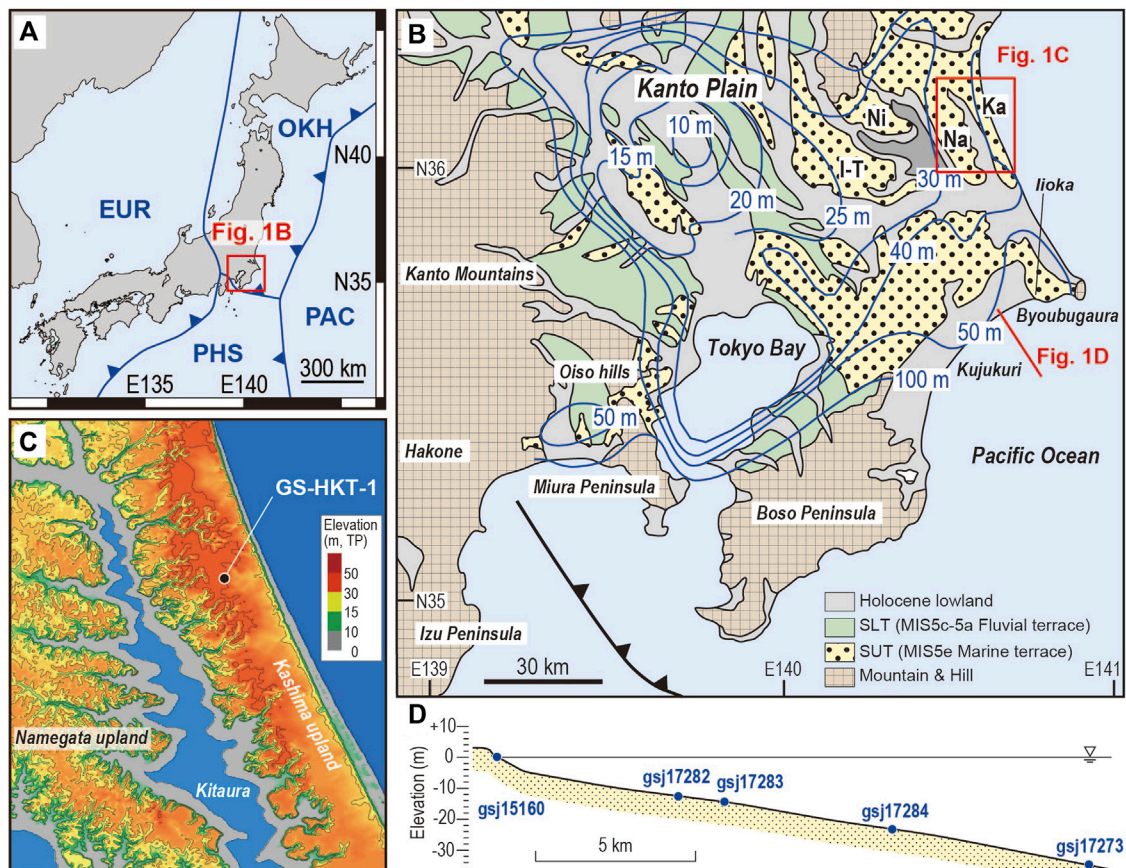 A
OKH
N40
EUR
Fig. 1B
N35
PAC
PHS
E135
E140
300 km
B
Fig. 1C
Kanto Plain
Ni
Ka
10 m
Na
15 m
N36
I-T
30 m
20 m
25 m
Iioka
40 m
Kanto Mountains
Byoubugaura
50 m
Tokyo Bay
Fig. 1D
Kujukuri
Oiso hills
100 m
50 m
Hakone
Pacific Ocean
Miura Peninsula
Boso Peninsula
N35
Holocene lowland
SLT (MIS5c-5a Fluvial terrace)
Izu Peninsula
SUT (MIS5e Marine terrace)
E139
30 km
E140
Mountain & Hill
E141
C
GS-HKT-1
Elevation
(m, TP)
50
30
15
10
0
Kashima upland
Namegata upland
Kitaura
D
Elevation (m)
+10
0
-10
-20
-30
gsj15160
gsj17282
gsj17283
gsj17284
gsj17273
5 km